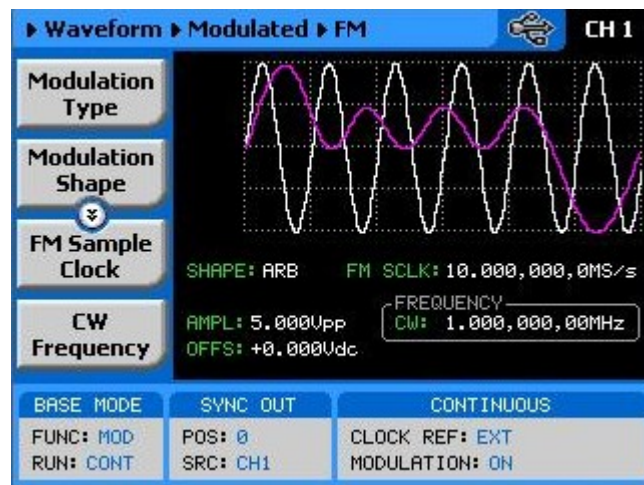 Waveform Modulated FM CH 1
Modulation
Type
Modulation
Shape
FM Sample
Clock
CW
Frequency
SHAPE: ARB FM SCLK: 10.000,000,0MS/s
FREQUENCY
AMPL: 5.000Vpp CW: 1.000,000,00MHz
OFFS: +0.000Vdc
BASE MODE SYNC OUT CONTINUOUS
FUNC: MOD POS: 0 CLOCK REF: EXT
RUN: CONT SRC: CH1 MODULATION: ON